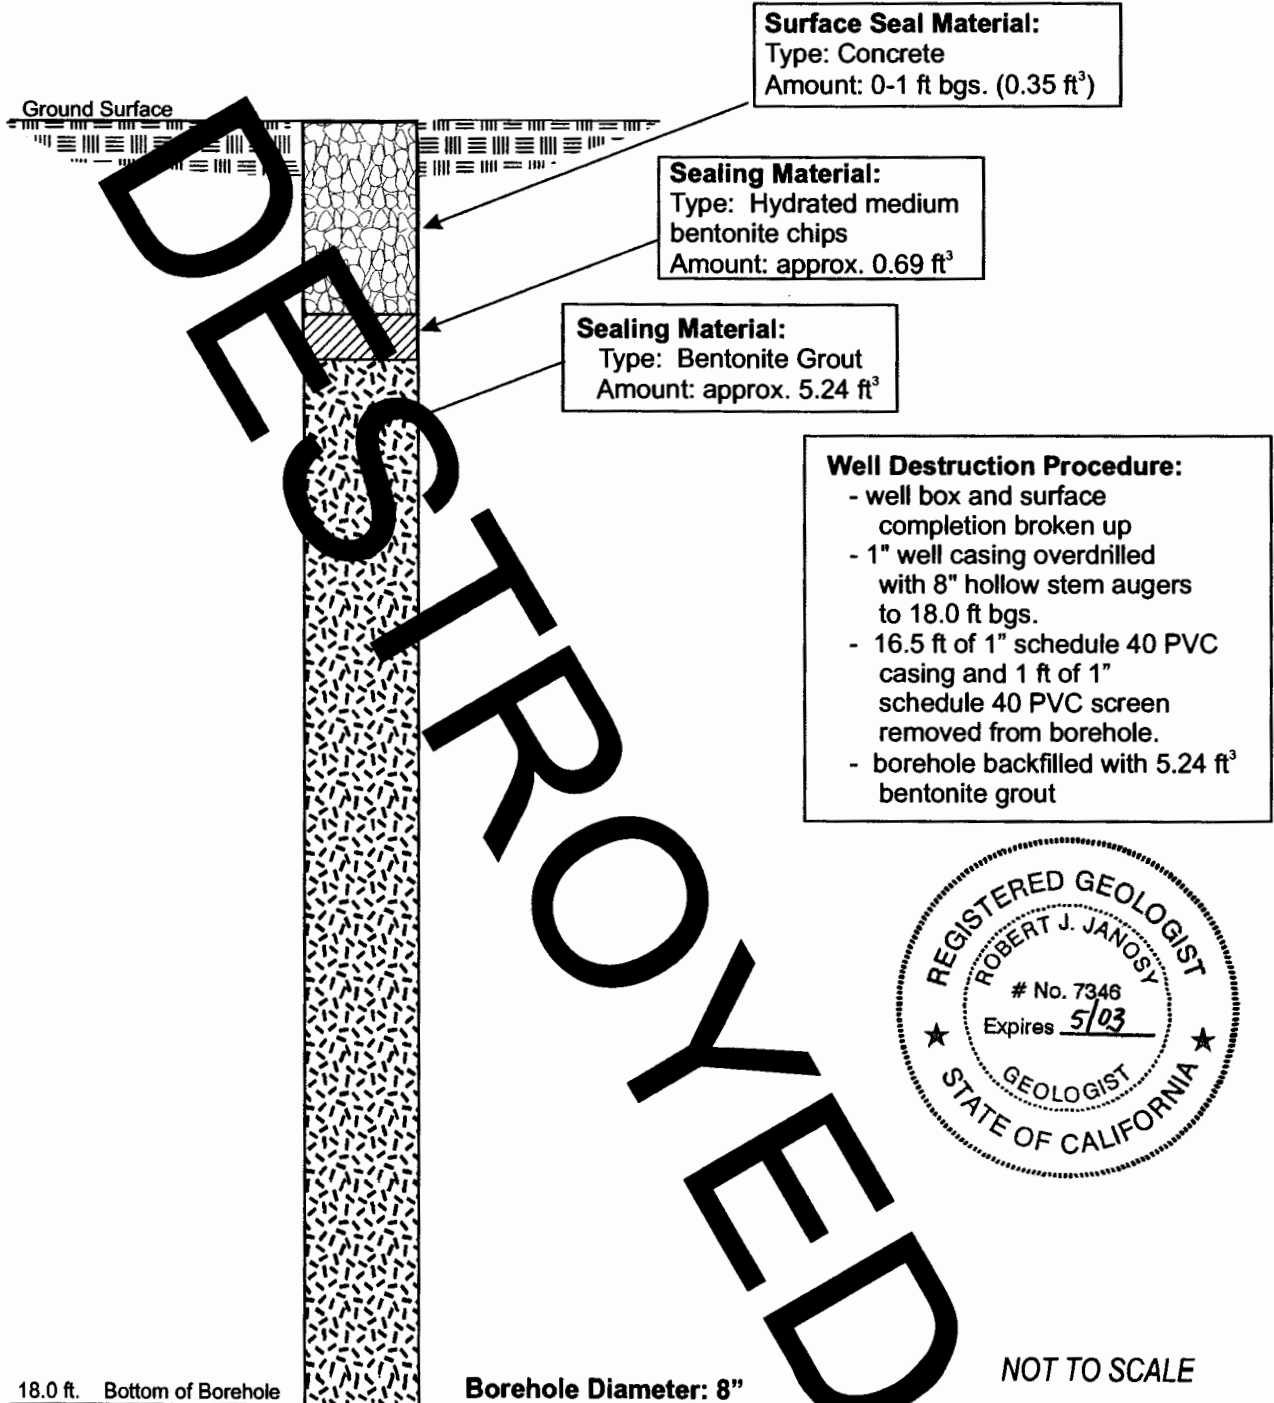 Surface Seal Material:
Type: Concrete
Amount: 0-1 ft bgs. (0.35 ft³)
Ground Surface
Sealing Material:
Type: Hydrated medium
bentonite chips
Amount: approx. 0.69 ft³
Sealing Material:
Type: Bentonite Grout
Amount: approx. 5.24 ft³
DESTROYED
Well Destruction Procedure:
- well box and surface
completion broken up
- 1" well casing overdrilled
with 8" hollow stem augers
to 18.0 ft bgs.
- 16.5 ft of 1” schedule 40 PVC
casing and 1 ft of 1”
schedule 40 PVC screen
removed from borehole.
- borehole backfilled with 5.24 ft³
bentonite grout
REGISTERED GEOLOGIST
ROBERT J. JANOSY
# No. 7346
Expires 5/03
GEOLOGIST
STATE OF CALIFORNIA
NOT TO SCALE
18.0 ft. Bottom of Borehole
Borehole Diameter: 8”